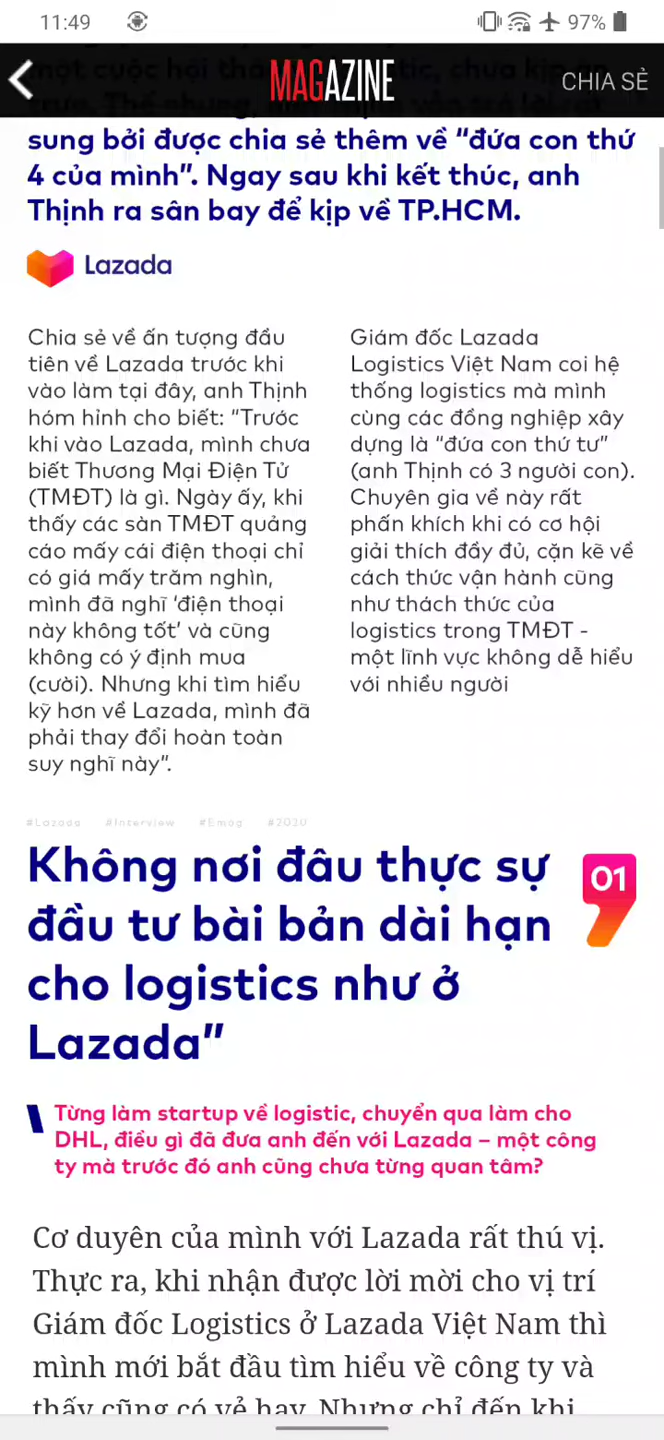 11:49
97%
MAGAZINE
CHIA SẺ
sung bởi được chia sẻ thêm về “đứa con thứ
4 của mình”. Ngay sau khi kết thúc, anh
Thịnh ra sân bay để kịp về TP.HCM.
Lazada
Chia sẻ về ấn tượng đầu
tiên về Lazada trước khi
vào làm tại đây, anh Thịnh
hóm hỉnh cho biết: “Trước
khi vào Lazada, mình chưa
biết Thương Mại Điện Tử
(TMĐT) là gì. Ngày ấy, khi
thấy các sàn TMĐT quảng
cáo mấy cái điện thoại chỉ
có giá mấy trăm nghìn,
mình đã nghĩ ‘điện thoại
này không tốt’ và cũng
không có ý định mua
(cười). Nhưng khi tìm hiểu
kỹ hơn về Lazada, mình đã
phải thay đổi hoàn toàn
suy nghĩ này”.
Giám đốc Lazada
Logistics Việt Nam coi hệ
thống logistics mà mình
cùng các đồng nghiệp xây
dựng là “đứa con thứ tư”
(anh Thịnh có 3 người con).
Chuyên gia về này rất
phấn khích khi có cơ hội
giải thích đầy đủ, cặn kẽ về
cách thức vận hành cũng
như thách thức của
logistics trong TMĐT -
một lĩnh vực không dễ hiểu
với nhiều người
#Lazada #Interview #Emag #2020
Không nơi đâu thực sự
đầu tư bài bản dài hạn
cho logistics như ở
Lazada”
01
Từng làm startup về logistic, chuyển qua làm cho
DHL, điều gì đã đưa anh đến với Lazada – một công
ty mà trước đó anh cũng chưa từng quan tâm?
Cơ duyên của mình với Lazada rất thú vị.
Thực ra, khi nhận được lời mời cho vị trí
Giám đốc Logistics ở Lazada Việt Nam thì
mình mới bắt đầu tìm hiểu về công ty và
thấy cũng có vẻ hay. Nhưng chỉ đến khi